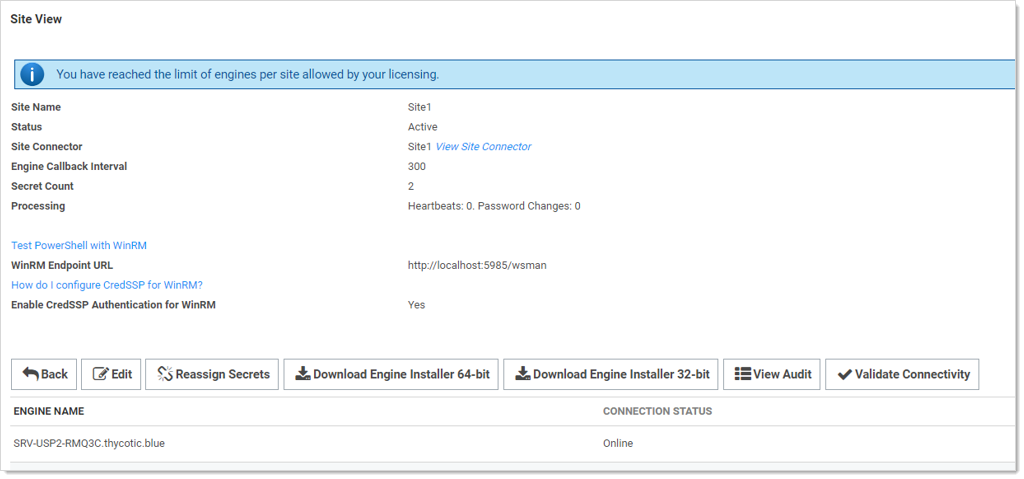 Site View
You have reached the limit of engines per site allowed by your licensing.
Site Name Site1
Status Active
Site Connector Site1 View Site Connector
Engine Callback Interval 300
Secret Count 2
Processing Heartbeats: 0. Password Changes: 0
Test PowerShell with WinRM
WinRM Endpoint URL http://localhost:5985/wsman
How do I configure CredSSP for WinRM?
Enable CredSSP Authentication for WinRM Yes
Back Edit Reassign Secrets Download Engine Installer 64-bit Download Engine Installer 32-bit View Audit Validate Connectivity
ENGINE NAME CONNECTION STATUS
SRV-USP2-RMQ3C.thycotic.blue Online